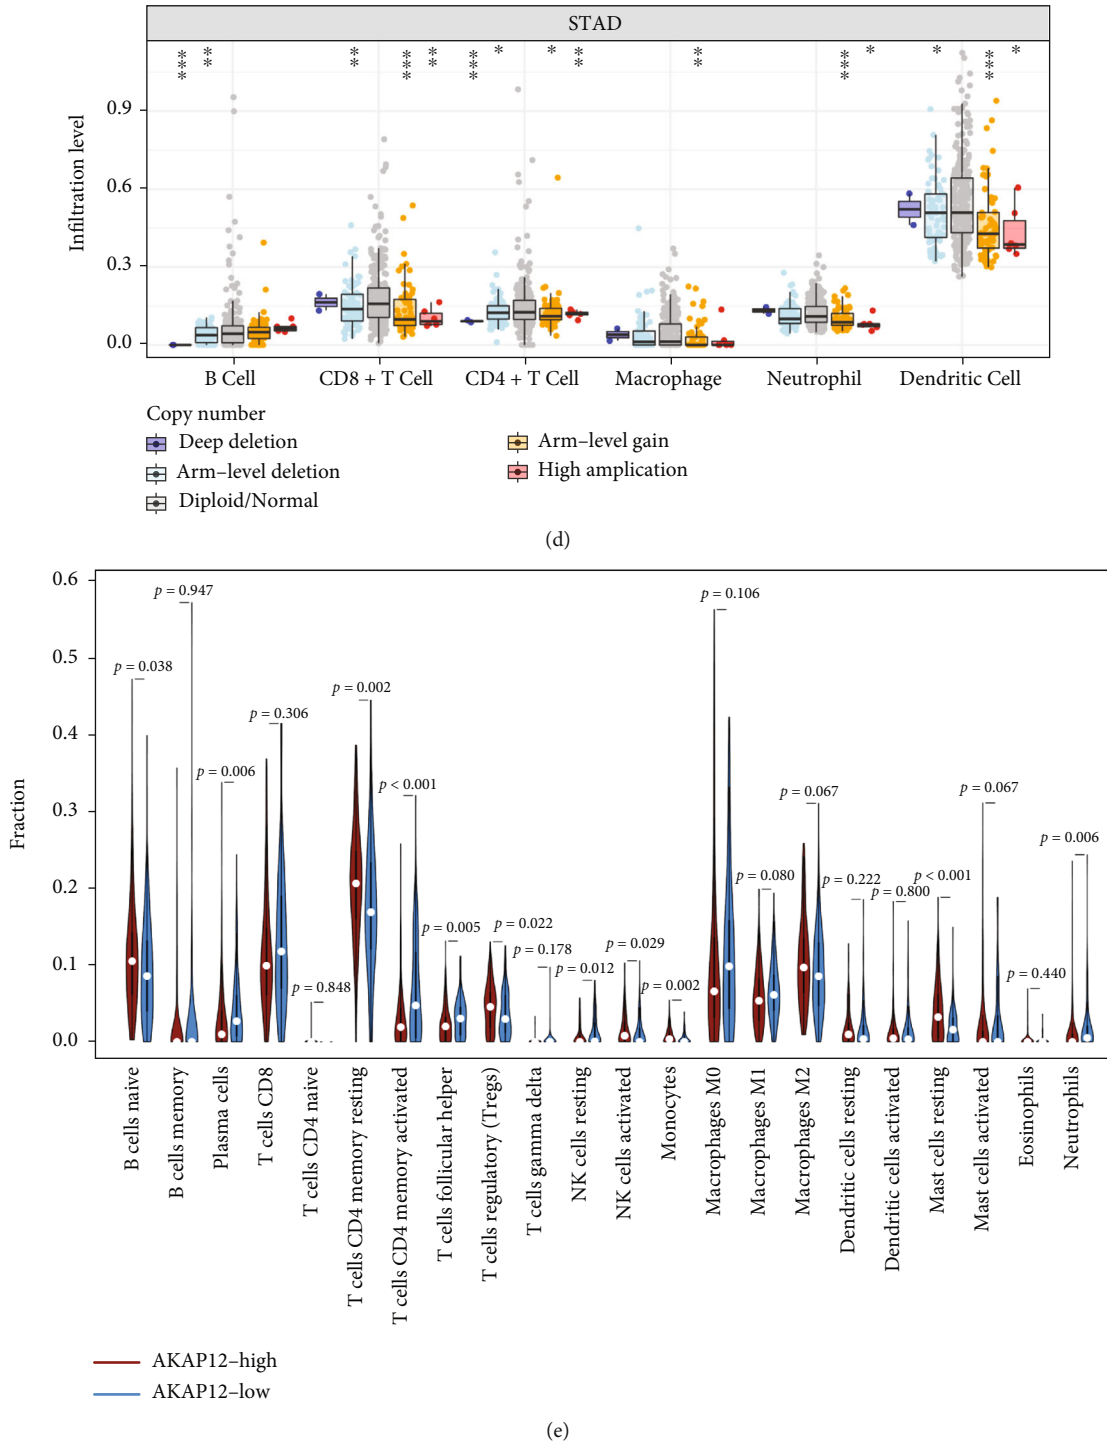 STAD
*** ** ** *** ** *** * * ** ** *** * * *** *
Infiltration level
0.9
0.6
0.3
0.0
B Cell CD8 + T Cell CD4 + T Cell Macrophage Neutrophil Dendritic Cell
Copy number
Deep deletion
Arm–level deletion
Diploid/Normal
Arm–level gain
High amplication
(d)
Fraction
0.6
0.5
0.4
0.3
0.2
0.1
0.0
p = 0.038
p = 0.947
p = 0.006
p = 0.306
p = 0.848
p = 0.002
p < 0.001
p = 0.005
p = 0.022
p = 0.178
p = 0.012
p = 0.029
p = 0.002
p = 0.106
p = 0.080
p = 0.067
p = 0.222
p = 0.800
p < 0.001
p = 0.067
p = 0.440
p = 0.006
B cells naive
B cells memory
Plasma cells
T cells CD8
T cells CD4 naive
T cells CD4 memory resting
T cells CD4 memory activated
T cells follicular helper
T cells regulatory (Tregs)
T cells gamma delta
NK cells resting
NK cells activated
Monocytes
Macrophages M0
Macrophages M1
Macrophages M2
Dendritic cells resting
Dendritic cells activated
Mast cells resting
Mast cells activated
Eosinophils
Neutrophils
AKAP12–high
AKAP12–low
(e)